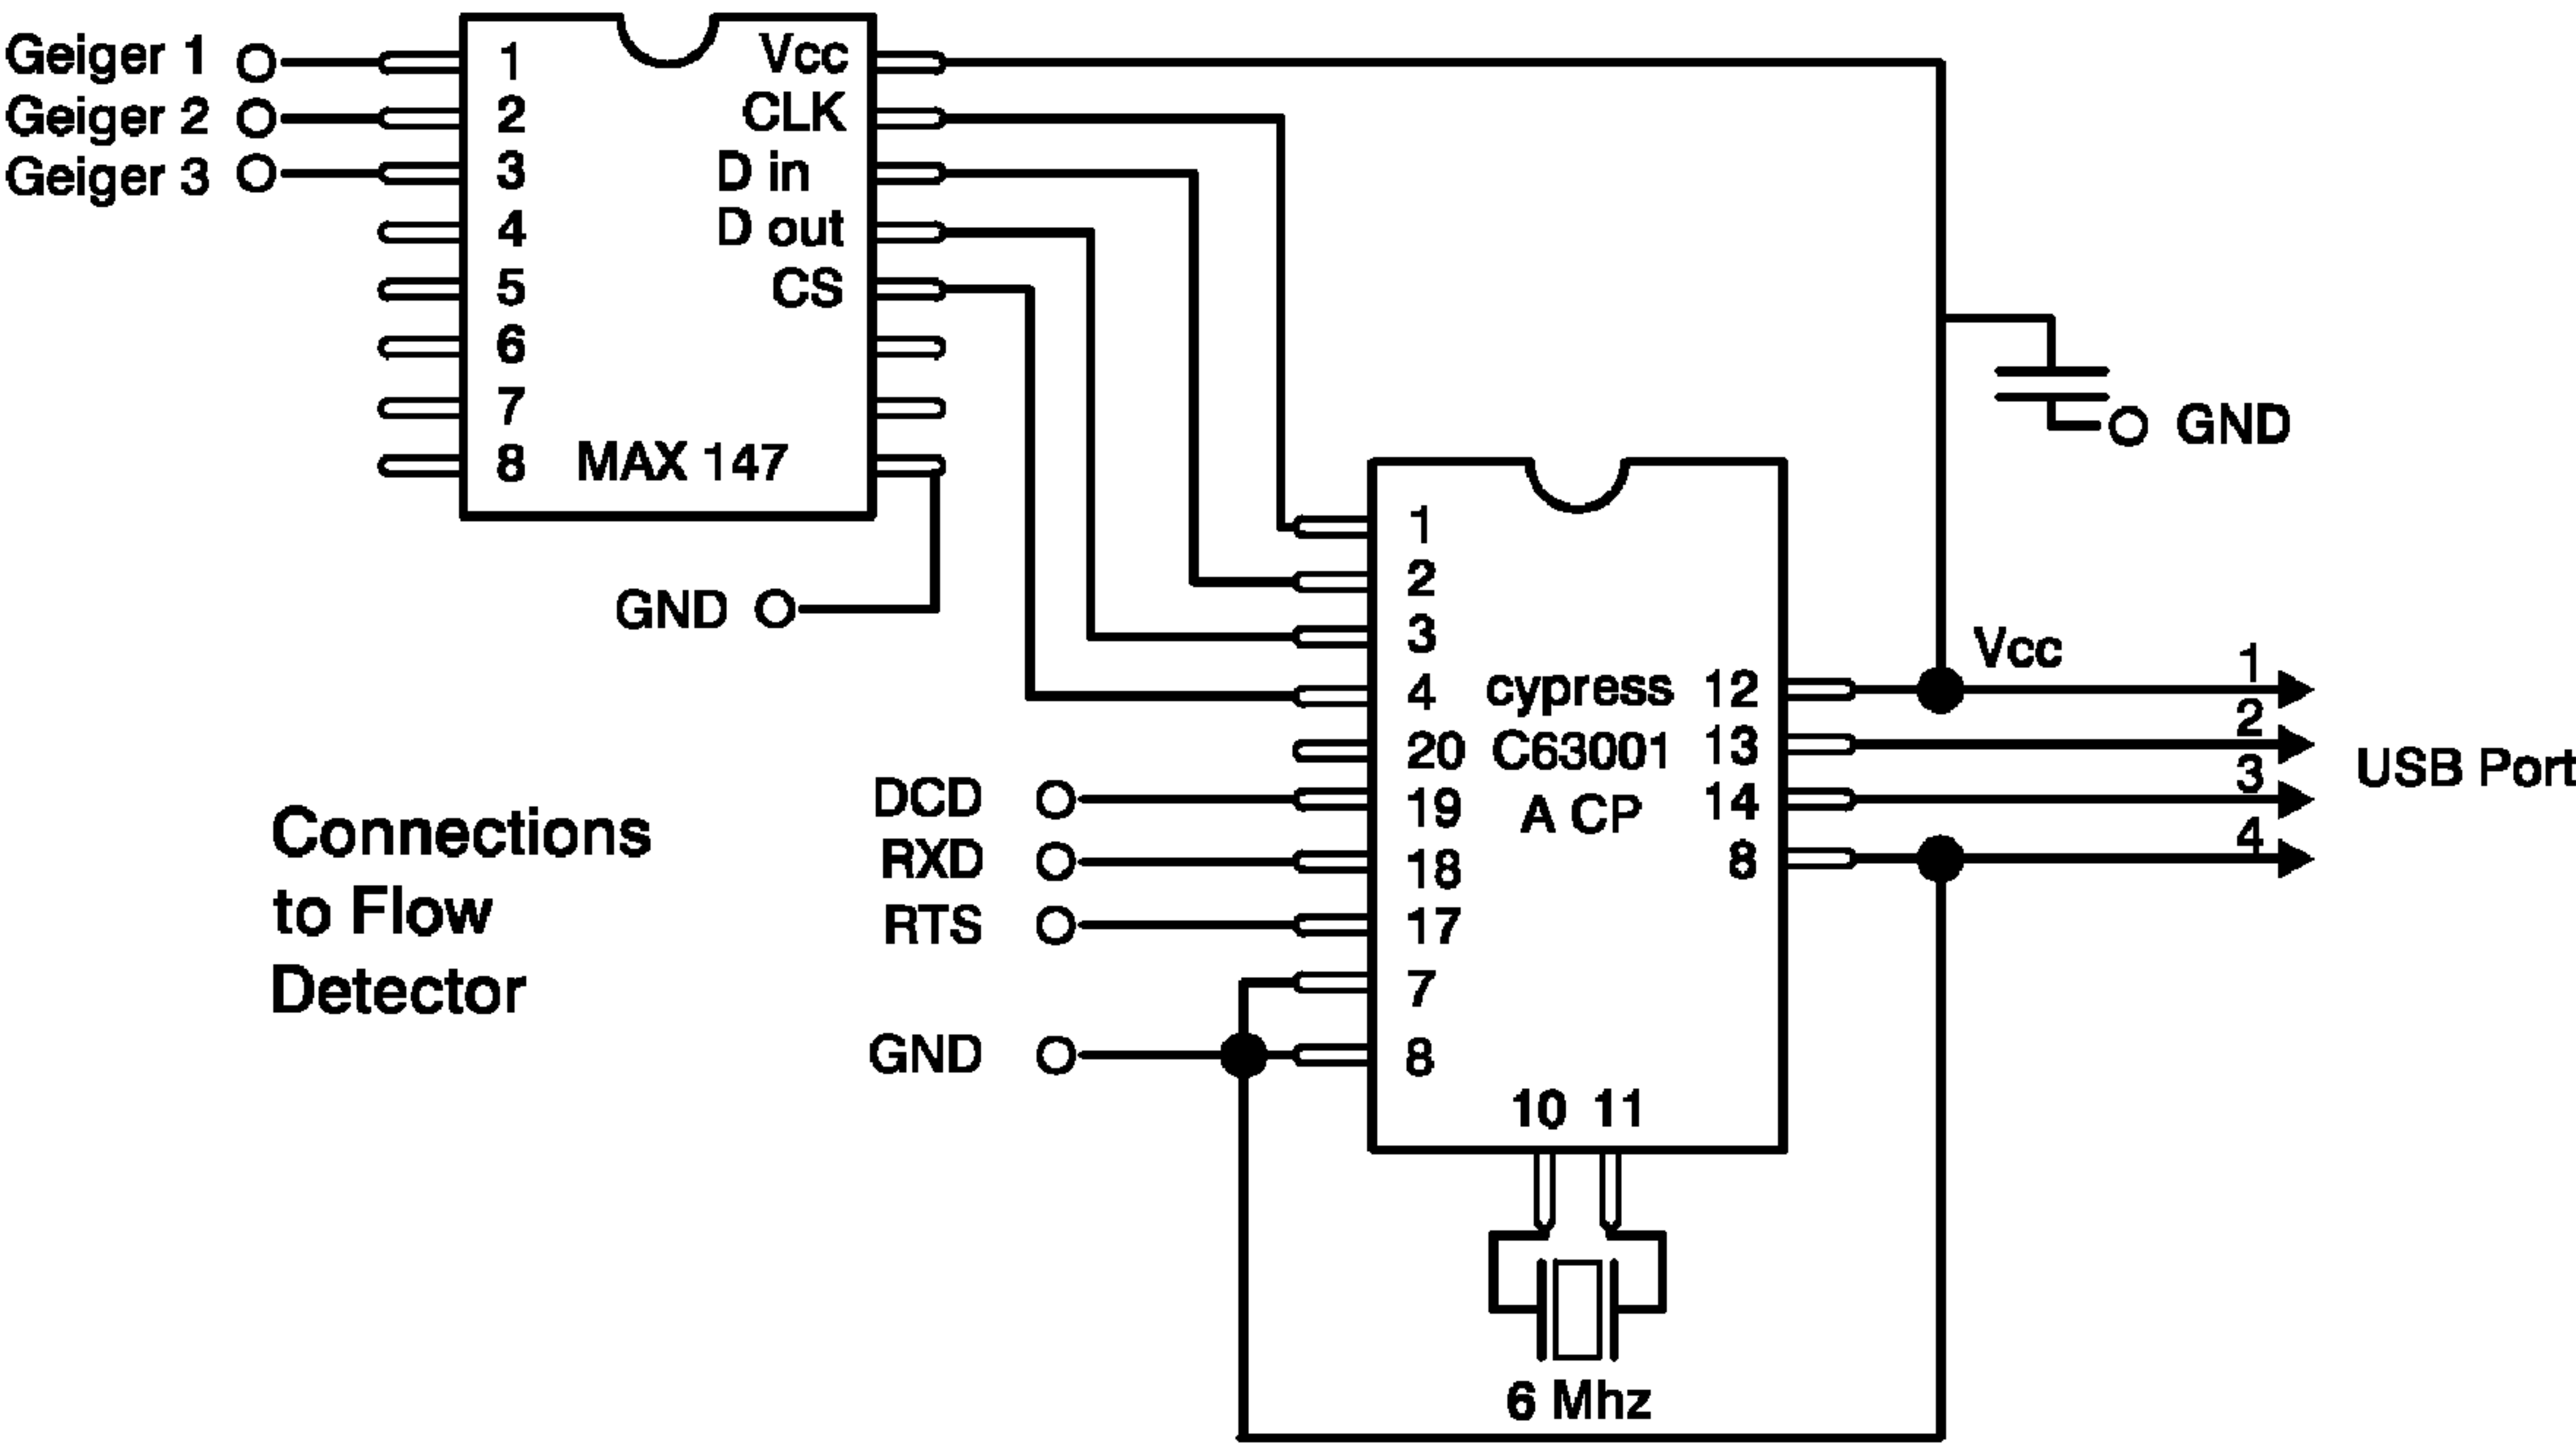 Geiger 1
Geiger 2
Geiger 3
1
2
3
4
5
6
7
8
Vcc
CLK
D in
D out
CS
MAX 147
GND
GND
1
2
3
4
20
19
18
17
7
8
cypress
C63001
A CP
12
13
14
8
10 11
6 Mhz
Vcc
1
2
3
4
USB Port
DCD
RXD
RTS
GND
Connections
to Flow
Detector